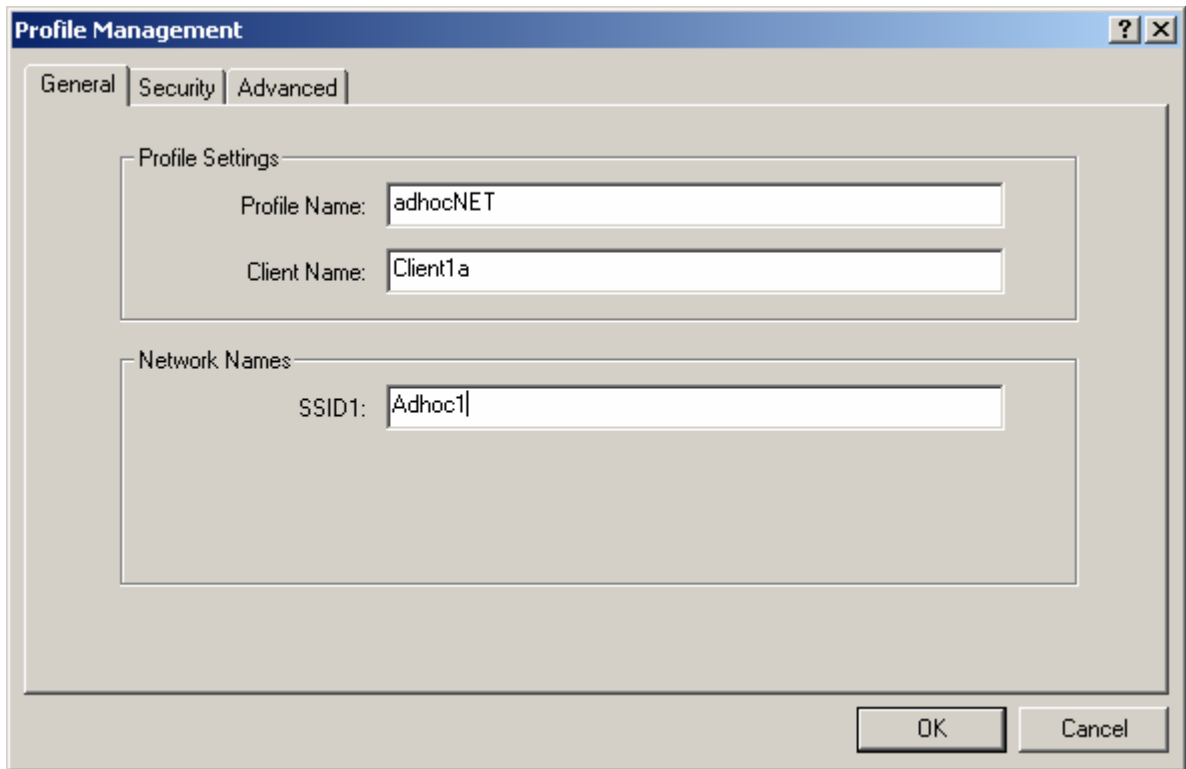 Profile Management
General Security Advanced
Profile Settings
Profile Name: adhocNET
Client Name: Client1a
Network Names
SSID1: Adhoc1
OK Cancel